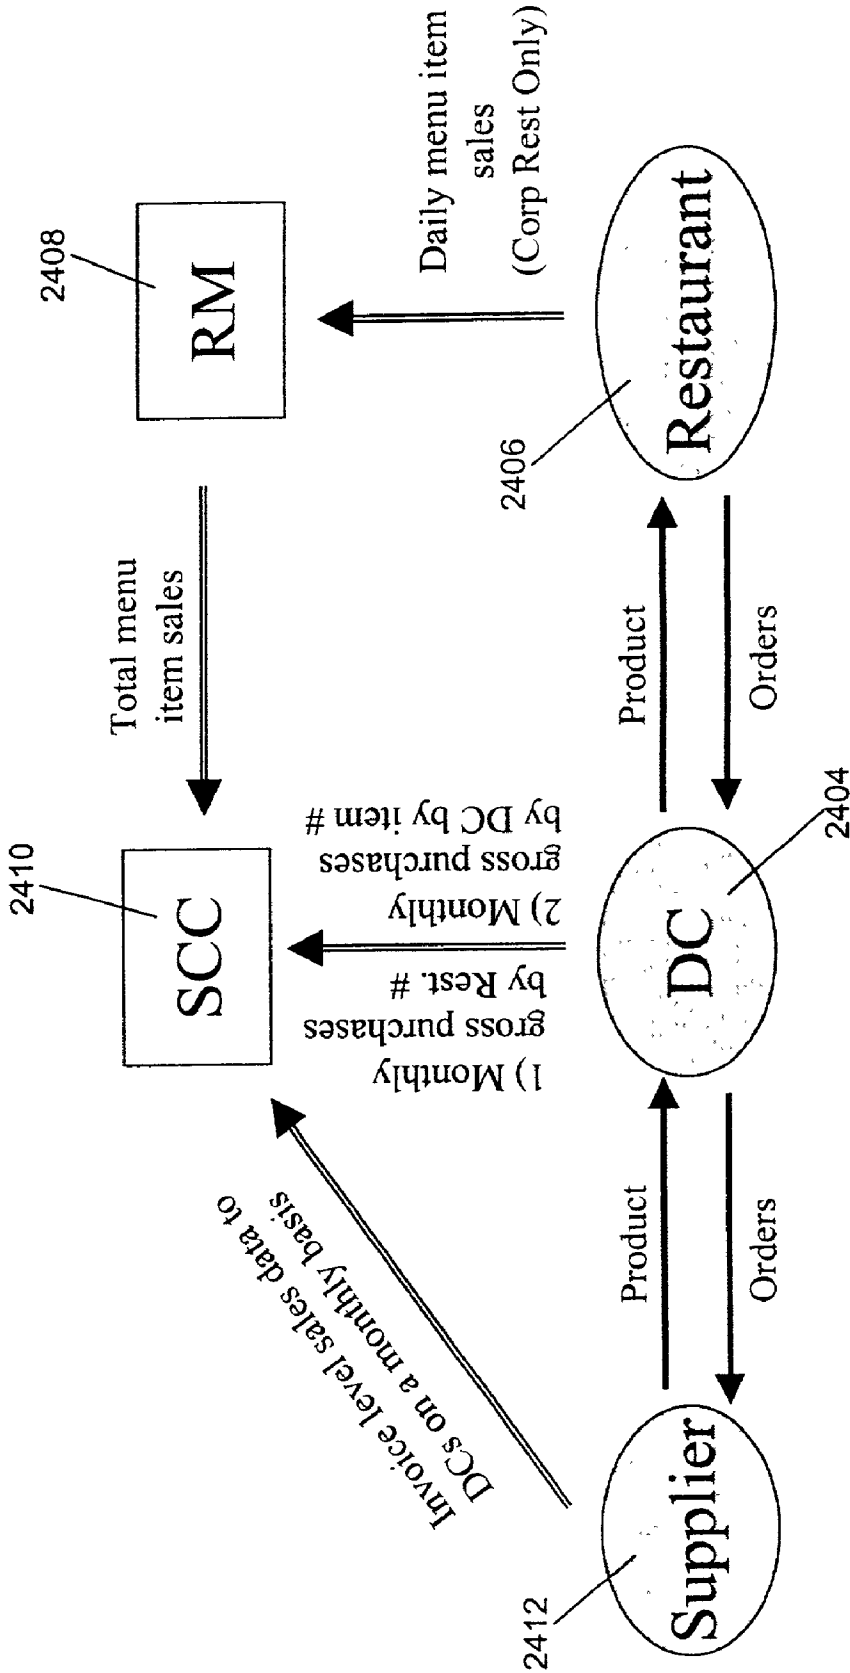 2410
SCC
Total menu
item sales
2408
RM
Invoice level sales data to
DCs on a monthly basis
1) Monthly
gross purchases
by Rest. #
2) Monthly
gross purchases
by DC by item #
Daily menu item
sales
(Corp Rest Only)
2412
Supplier
Product
Orders
DC
2404
Product
Orders
2406
Restaurant